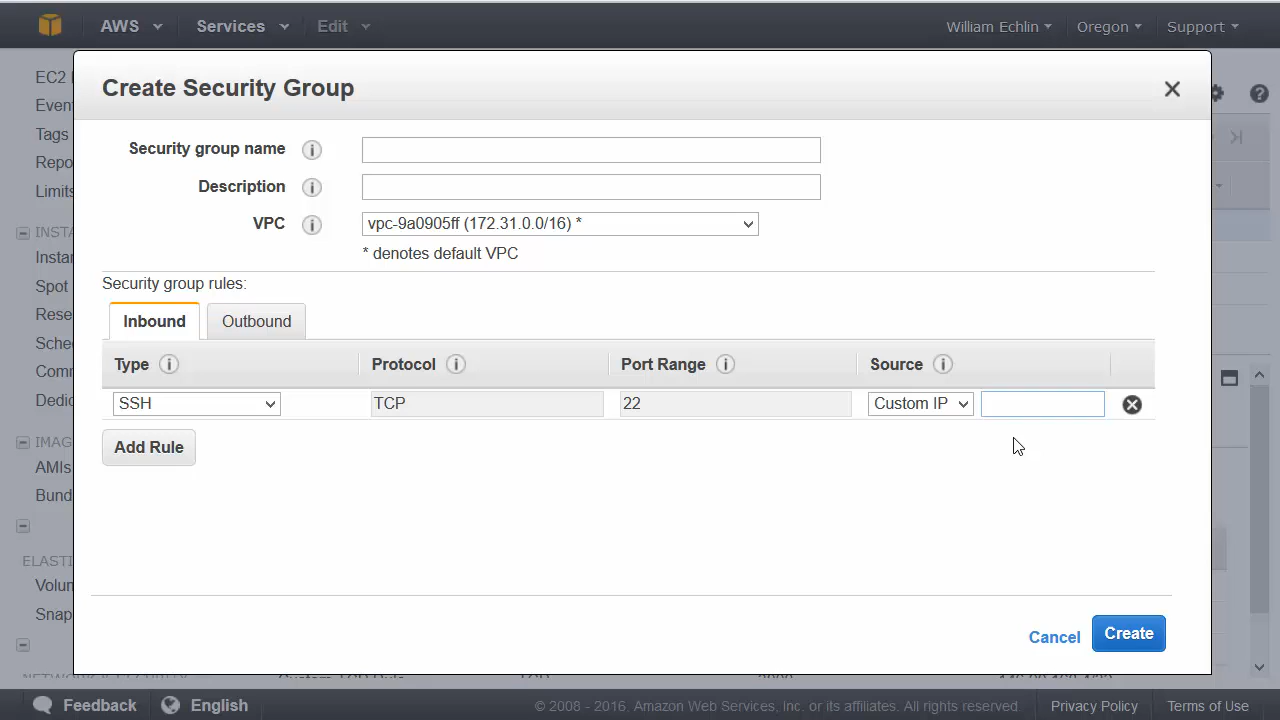 AWS Services Edit William Echlin Oregon Support
Create Security Group
EC2
Tags
Limits
Security group name
Description
VPC vpc-9a0905ff (172.31.0.0/16) *
* denotes default VPC
Security group rules:
Inbound Outbound
Type Protocol Port Range Source
SSH TCP 22 Custom IP
Add Rule
Spot
AMIs
Cancel Create
Feedback English © 2008 - 2016, Amazon Web Services, Inc. or its affiliates. All rights reserved. Privacy Policy Terms of Use